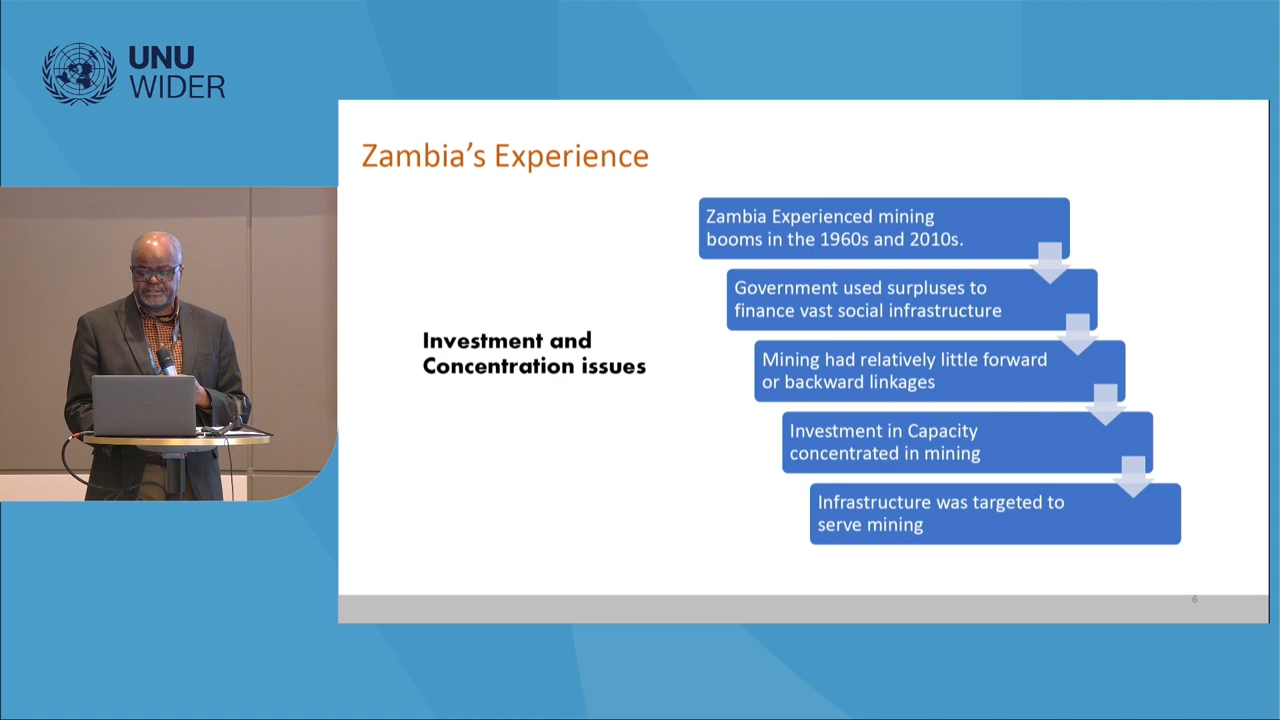 UNU
WIDER
Zambia's Experience
Investment and
Concentration issues
Zambia Experienced mining
booms in the 1960s and 2010s.
Government used surpluses to
finance vast social infrastructure
Mining had relatively little forward
or backward linkages
Investment in Capacity
concentrated in mining
Infrastructure was targeted to
serve mining
6